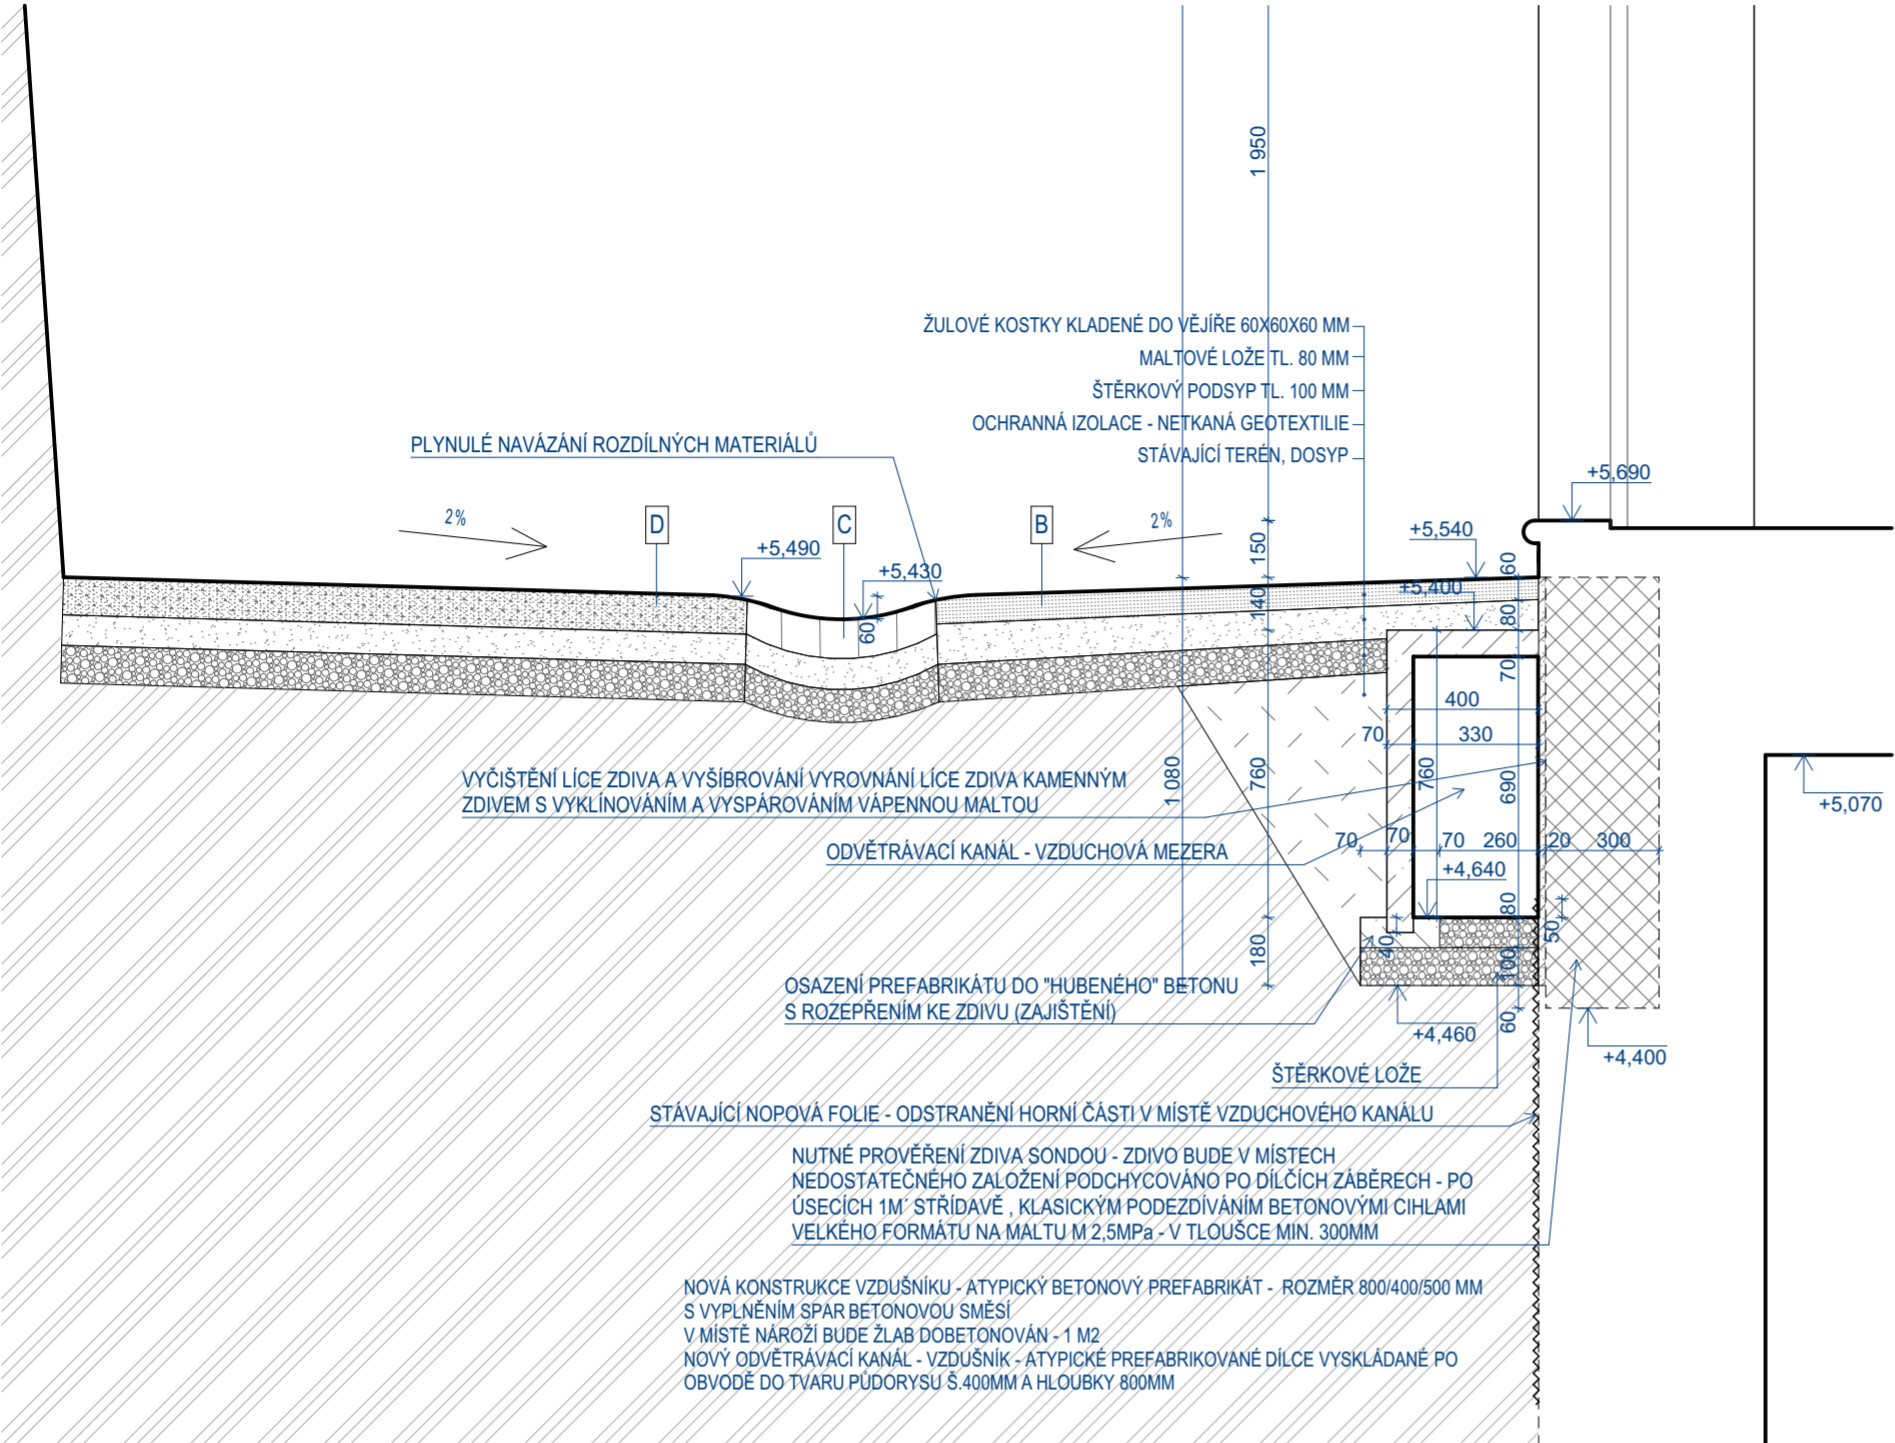 1 950
ŽULOVÉ KOSTKY KLADENÉ DO VĚJÍŘE 60X60X60 MM
MALTOVÉ LOŽE TL. 80 MM
ŠTĚRKOVÝ PODSYP TL. 100 MM
OCHRANNÁ IZOLACE - NETKANÁ GEOTEXTILIE
STÁVAJÍCÍ TERÉN, DOSYP
PLYNULÉ NAVÁZÁNÍ ROZDÍLNÝCH MATERIÁLŮ
+5,690
2%
D
C
B
2%
+5,540
+5,490
150
60
+5,430
+5,400
140
80
60
70
400
70
330
VYČIŠTĚNÍ LÍCE ZDIVA A VYŠÍBROVÁNÍ VYROVNÁNÍ LÍCE ZDIVA KAMENNÝM
ZDIVEM S VYKLÍNOVÁNÍM A VYSPÁROVÁNÍM VÁPENNOU MALTOU
1 080
760
760
690
+5,070
70
70
70
260
20
300
ODVĚTRÁVACÍ KANÁL - VZDUCHOVÁ MEZERA
+4,640
80
50
180
40
100
OSAZENÍ PREFABRIKÁTU DO "HUBENÉHO" BETONU
S ROZEPŘENÍM KE ZDIVU (ZAJIŠTĚNÍ)
60
+4,460
+4,400
ŠTĚRKOVÉ LOŽE
STÁVAJÍCÍ NOPOVÁ FOLIE - ODSTRANĚNÍ HORNÍ ČÁSTI V MÍSTĚ VZDUCHOVÉHO KANÁLU
NUTNÉ PROVĚŘENÍ ZDIVA SONDOU - ZDIVO BUDE V MÍSTECH
NEDOSTATEČNÉHO ZALOŽENÍ PODCHYCOVÁNO PO DÍLČÍCH ZÁBĚRECH - PO
ÚSECÍCH 1M´ STŘÍDAVĚ , KLASICKÝM PODEZDÍVÁNÍM BETONOVÝMI CIHLAMI
VELKÉHO FORMÁTU NA MALTU M 2,5MPa - V TLOUŠCE MIN. 300MM
NOVÁ KONSTRUKCE VZDUŠNÍKU - ATYPICKÝ BETONOVÝ PREFABRIKÁT - ROZMĚR 800/400/500 MM
S VYPLNĚNÍM SPAR BETONOVOU SMĚSÍ
V MÍSTĚ NÁROŽÍ BUDE ŽLAB DOBETONOVÁN - 1 M2
NOVÝ ODVĚTRÁVACÍ KANÁL - VZDUŠNÍK - ATYPICKÉ PREFABRIKOVANÉ DÍLCE VYSKLÁDANÉ PO
OBVODĚ DO TVARU PŮDORYSU Š.400MM A HLOUBKY 800MM